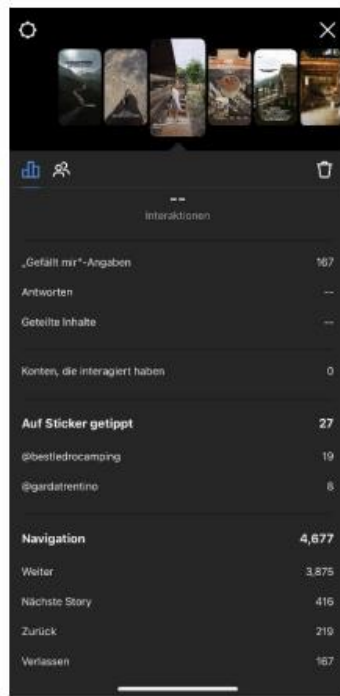 --
Interaktionen
„Gefällt mir"-Angaben 167
Antworten --
Geteilte Inhalte --
Konten, die interagiert haben 0
Auf Sticker getippt 27
@bestledrocamping 19
@gardatrentino 8
Navigation 4,677
Weiter 3,875
Nächste Story 416
Zurück 219
Verlassen 167